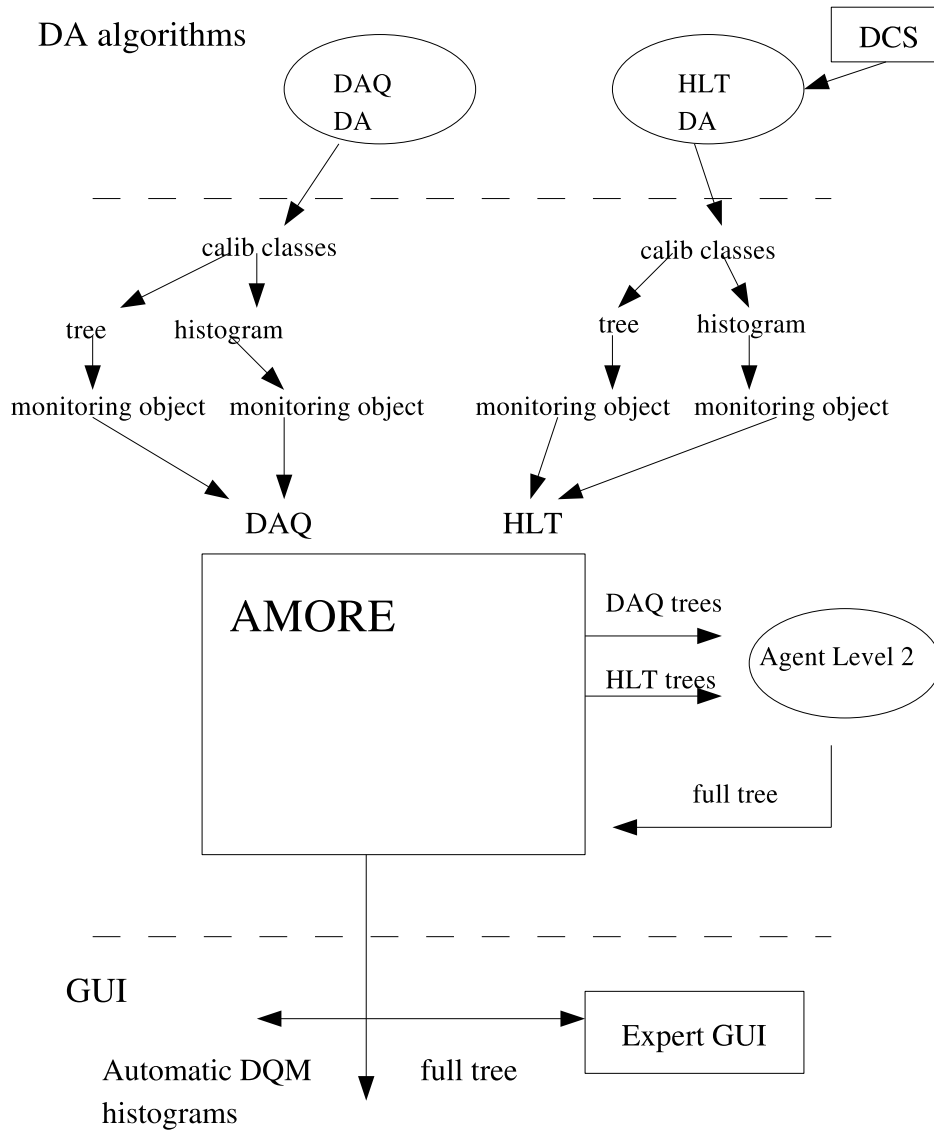 DA algorithms
DCS
DAQ
DA
HLT
DA
calib classes
calib classes
tree
histogram
tree
histogram
monitoring object
monitoring object
monitoring object
monitoring object
DAQ
HLT
AMORE
DAQ trees
Agent Level 2
HLT trees
full tree
GUI
Expert GUI
Automatic DQM
histograms
full tree